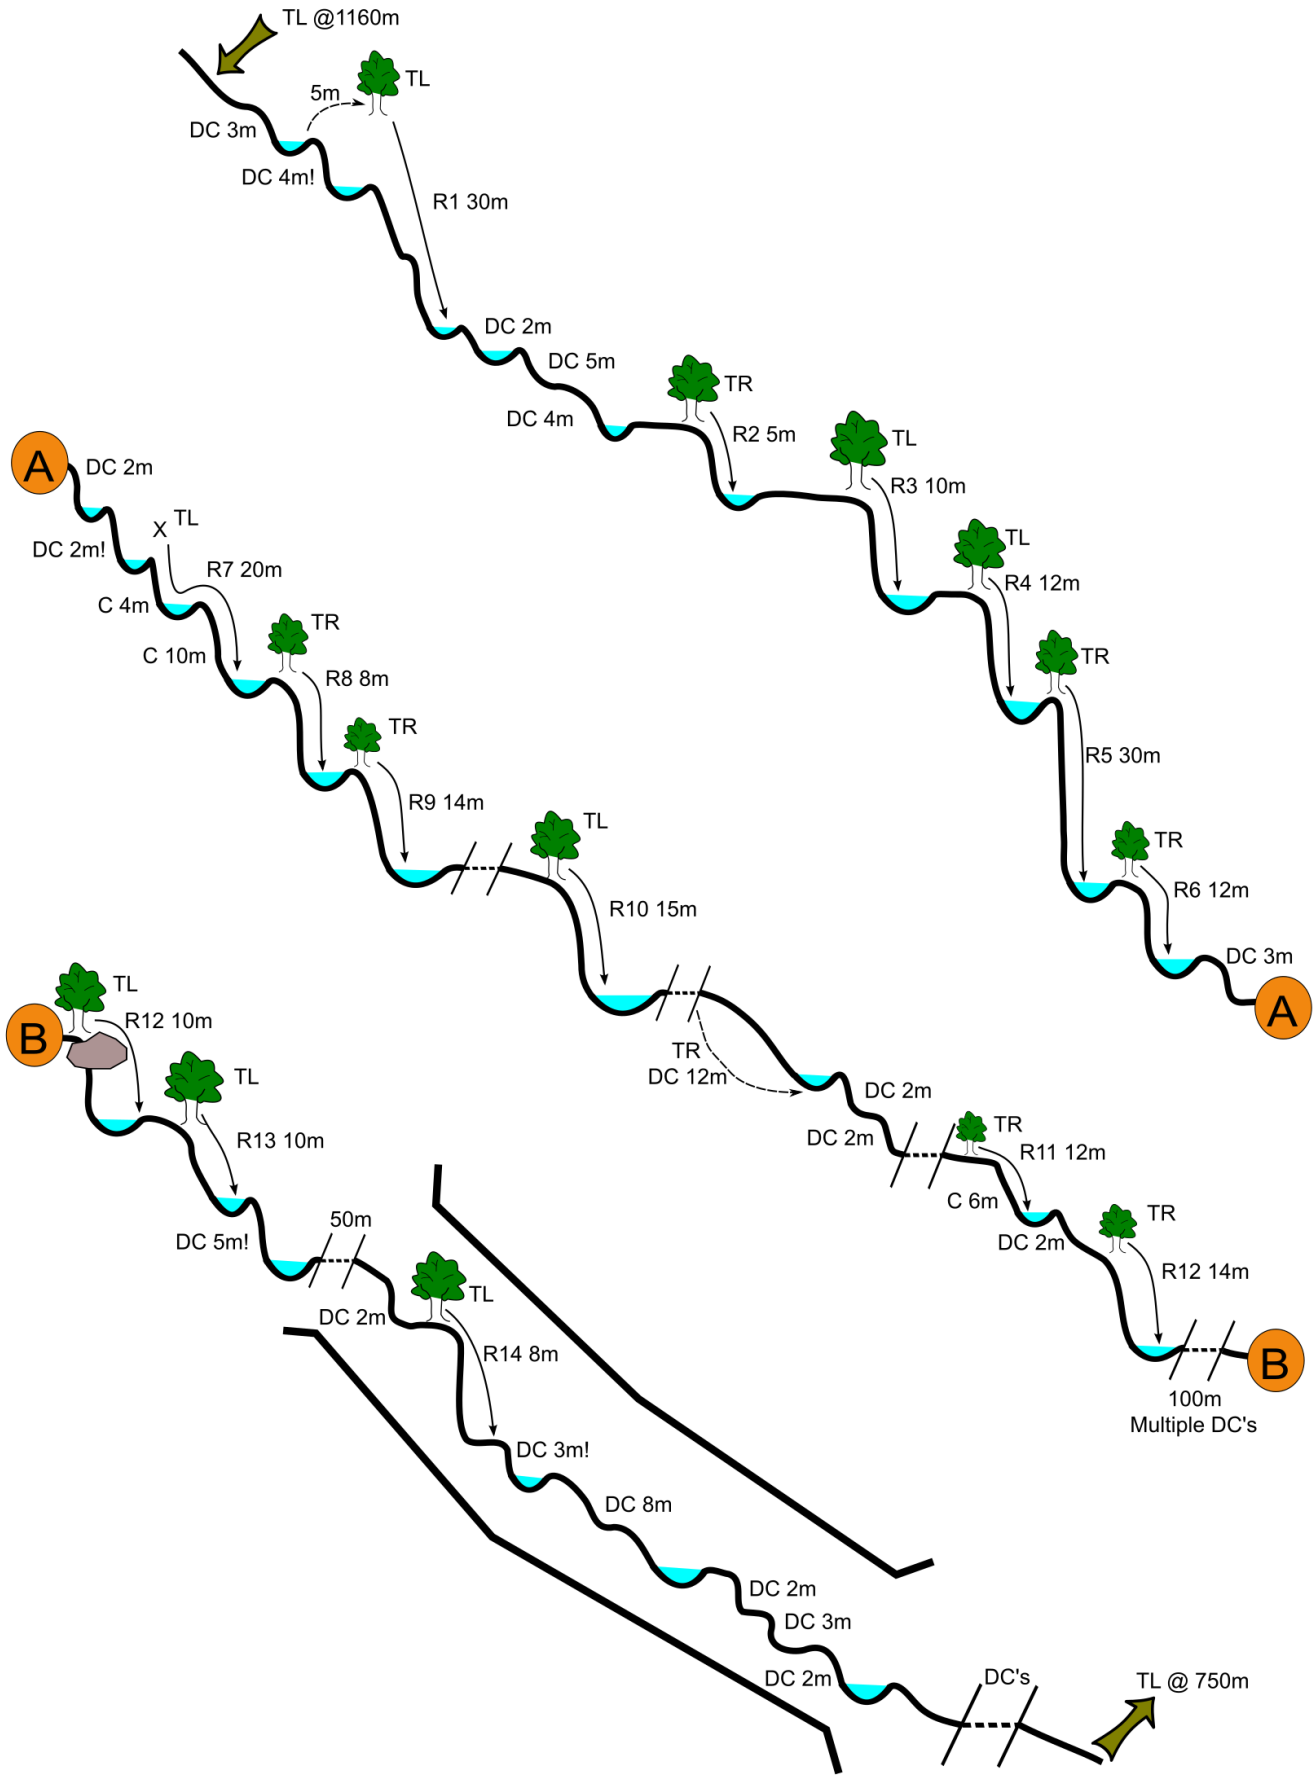 TL @1160m
TL
5m
DC 3m
DC 4m!
R1 30m
DC 2m
DC 5m
DC 4m
TR
R2 5m
TL
R3 10m
TL
R4 12m
TR
R5 30m
TR
R6 12m
DC 3m
A
A
DC 2m
TL
X
DC 2m!
R7 20m
C 4m
C 10m
TR
R8 8m
TR
R9 14m
TL
R10 15m
TR
DC 12m
DC 2m
DC 2m
TR
R11 12m
C 6m
DC 2m
TR
R12 14m
100m
Multiple DC's
B
B
TL
R12 10m
TL
R13 10m
DC 5m!
50m
DC 2m
TL
R14 8m
DC 3m!
DC 8m
DC 2m
DC 3m
DC 2m
DC's
TL @ 750m